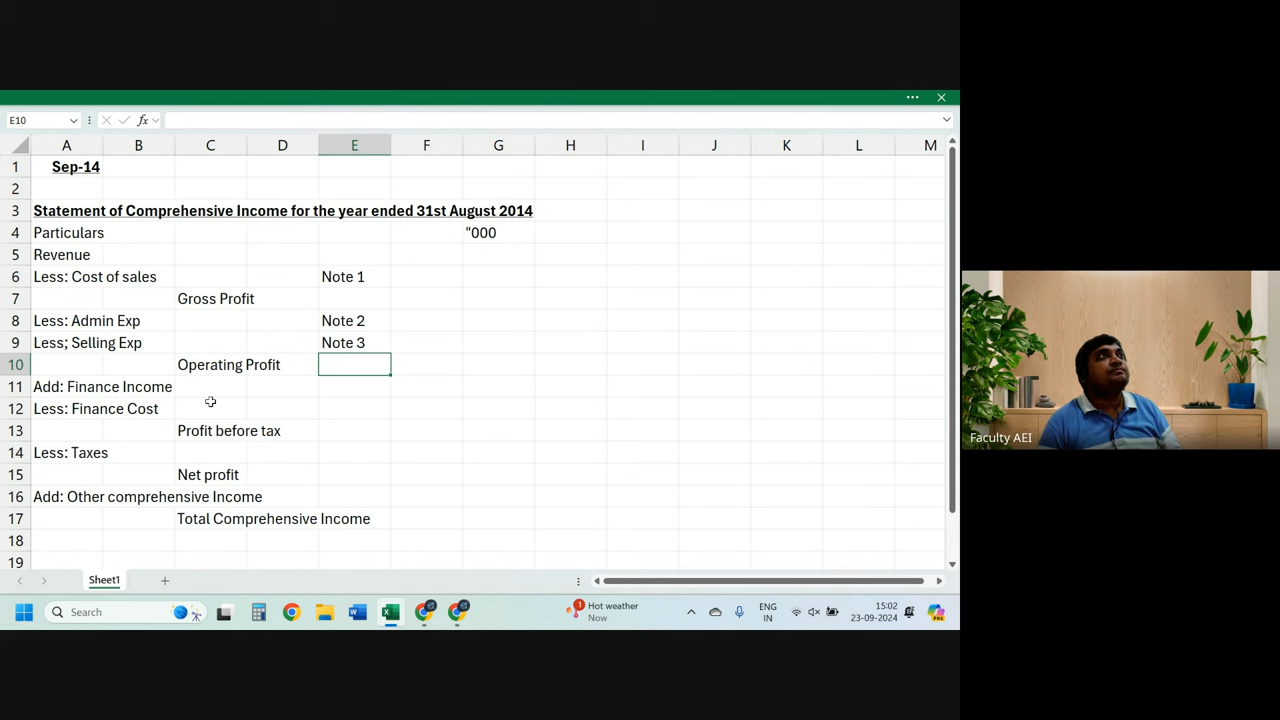 E10
fx
A B C D E F G H I J K L M
1 Sep-14
2
3 Statement of Comprehensive Income for the year ended 31st August 2014
4 Particulars "000
5 Revenue
6 Less: Cost of sales Note 1
7 Gross Profit
8 Less: Admin Exp Note 2
9 Less; Selling Exp Note 3
10 Operating Profit
11 Add: Finance Income
12 Less: Finance Cost
13 Profit before tax
14 Less: Taxes
15 Net profit
16 Add: Other comprehensive Income
17 Total Comprehensive Income
18
19
Faculty AEI
Sheet1
Search
1
Hot weather
Now
ENG
IN
15:02
23-09-2024
PRE